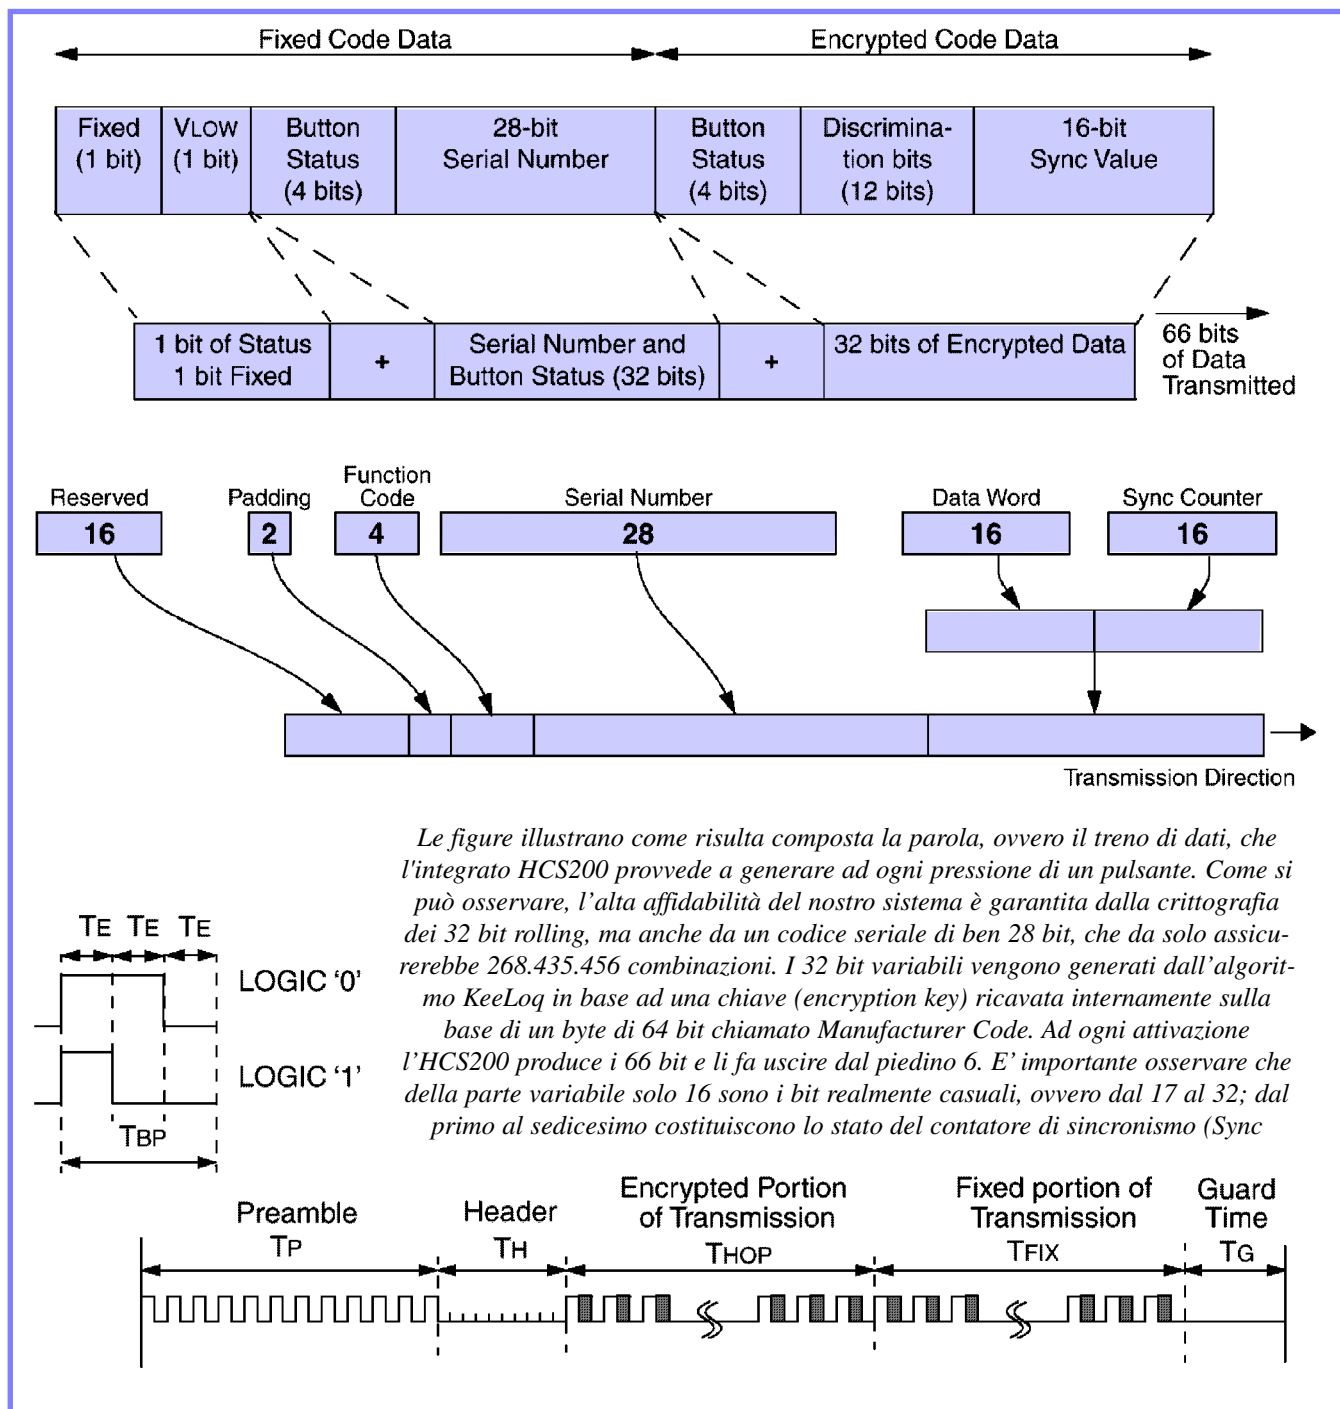 Fixed Code Data
Encrypted Code Data
Fixed
(1 bit)
VLOW
(1 bit)
Button
Status
(4 bits)
28-bit
Serial Number
Button
Status
(4 bits)
Discrimina-
tion bits
(12 bits)
16-bit
Sync Value
1 bit of Status
1 bit Fixed
+
Serial Number and
Button Status (32 bits)
+
32 bits of Encrypted Data
66 bits
of Data
Transmitted
Reserved
16
Padding
2
Function
Code
4
Serial Number
28
Data Word
16
Sync Counter
16
Transmission Direction
Le figure illustrano come risulta composta la parola, ovvero il treno di dati, che
l'integrato HCS200 provvede a generare ad ogni pressione di un pulsante. Come si
può osservare, l’alta affidabilità del nostro sistema è garantita dalla crittografia
dei 32 bit rolling, ma anche da un codice seriale di ben 28 bit, che da solo assicu-
rerebbe 268.435.456 combinazioni. I 32 bit variabili vengono generati dall’algorit-
mo KeeLoq in base ad una chiave (encryption key) ricavata internamente sulla
base di un byte di 64 bit chiamato Manufacturer Code. Ad ogni attivazione
l’HCS200 produce i 66 bit e li fa uscire dal piedino 6. E’ importante osservare che
della parte variabile solo 16 sono i bit realmente casuali, ovvero dal 17 al 32; dal
primo al sedicesimo costituiscono lo stato del contatore di sincronismo (Sync
TE TE TE
LOGIC ‘0’
LOGIC ‘1’
TBP
Preamble
TP
Header
TH
Encrypted Portion
of Transmission
THOP
Fixed portion of
Transmission
TFIX
Guard
Time
TG